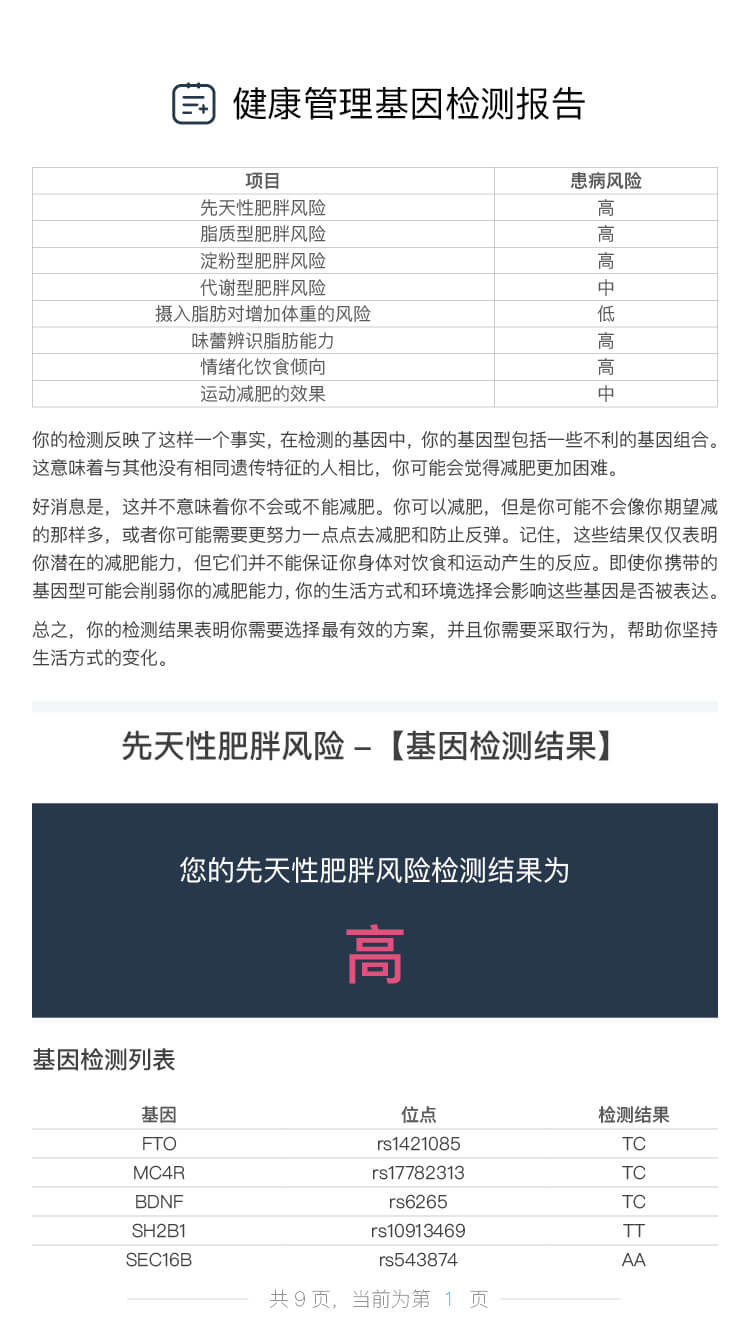 健康管理基因检测报告
项目 患病风险
先天性肥胖风险 高
脂质型肥胖风险 高
淀粉型肥胖风险 高
代谢型肥胖风险 中
摄入脂肪对增加体重的风险 低
味蕾辨识脂肪能力 高
情绪化饮食倾向 高
运动减肥的效果 中
你的检测反映了这样一个事实，在检测的基因中，你的基因型包括一些不利的基因组合。
这意味着与其他没有相同遗传特征的人相比，你可能会觉得减肥更加困难。
好消息是，这并不意味着你不会或不能减肥。你可以减肥，但是你可能不会像你期望减
的那样多，或者你可能需要更努力一点点去减肥和防止反弹。记住，这些结果仅仅表明
你潜在的减肥能力，但它们并不能保证你身体对饮食和运动产生的反应。即使你携带的
基因型可能会削弱你的减肥能力，你的生活方式和环境选择会影响这些基因是否被表达。
总之，你的检测结果表明你需要选择最有效的方案，并且你需要采取行为，帮助你坚持
生活方式的变化。
先天性肥胖风险 –【基因检测结果】
您的先天性肥胖风险检测结果为
高
基因检测列表
基因 位点 检测结果
FTO rs1421085 TC
MC4R rs17782313 TC
BDNF rs6265 TC
SH2B1 rs10913469 TT
SEC16B rs543874 AA
共 9 页，当前为第 1 页